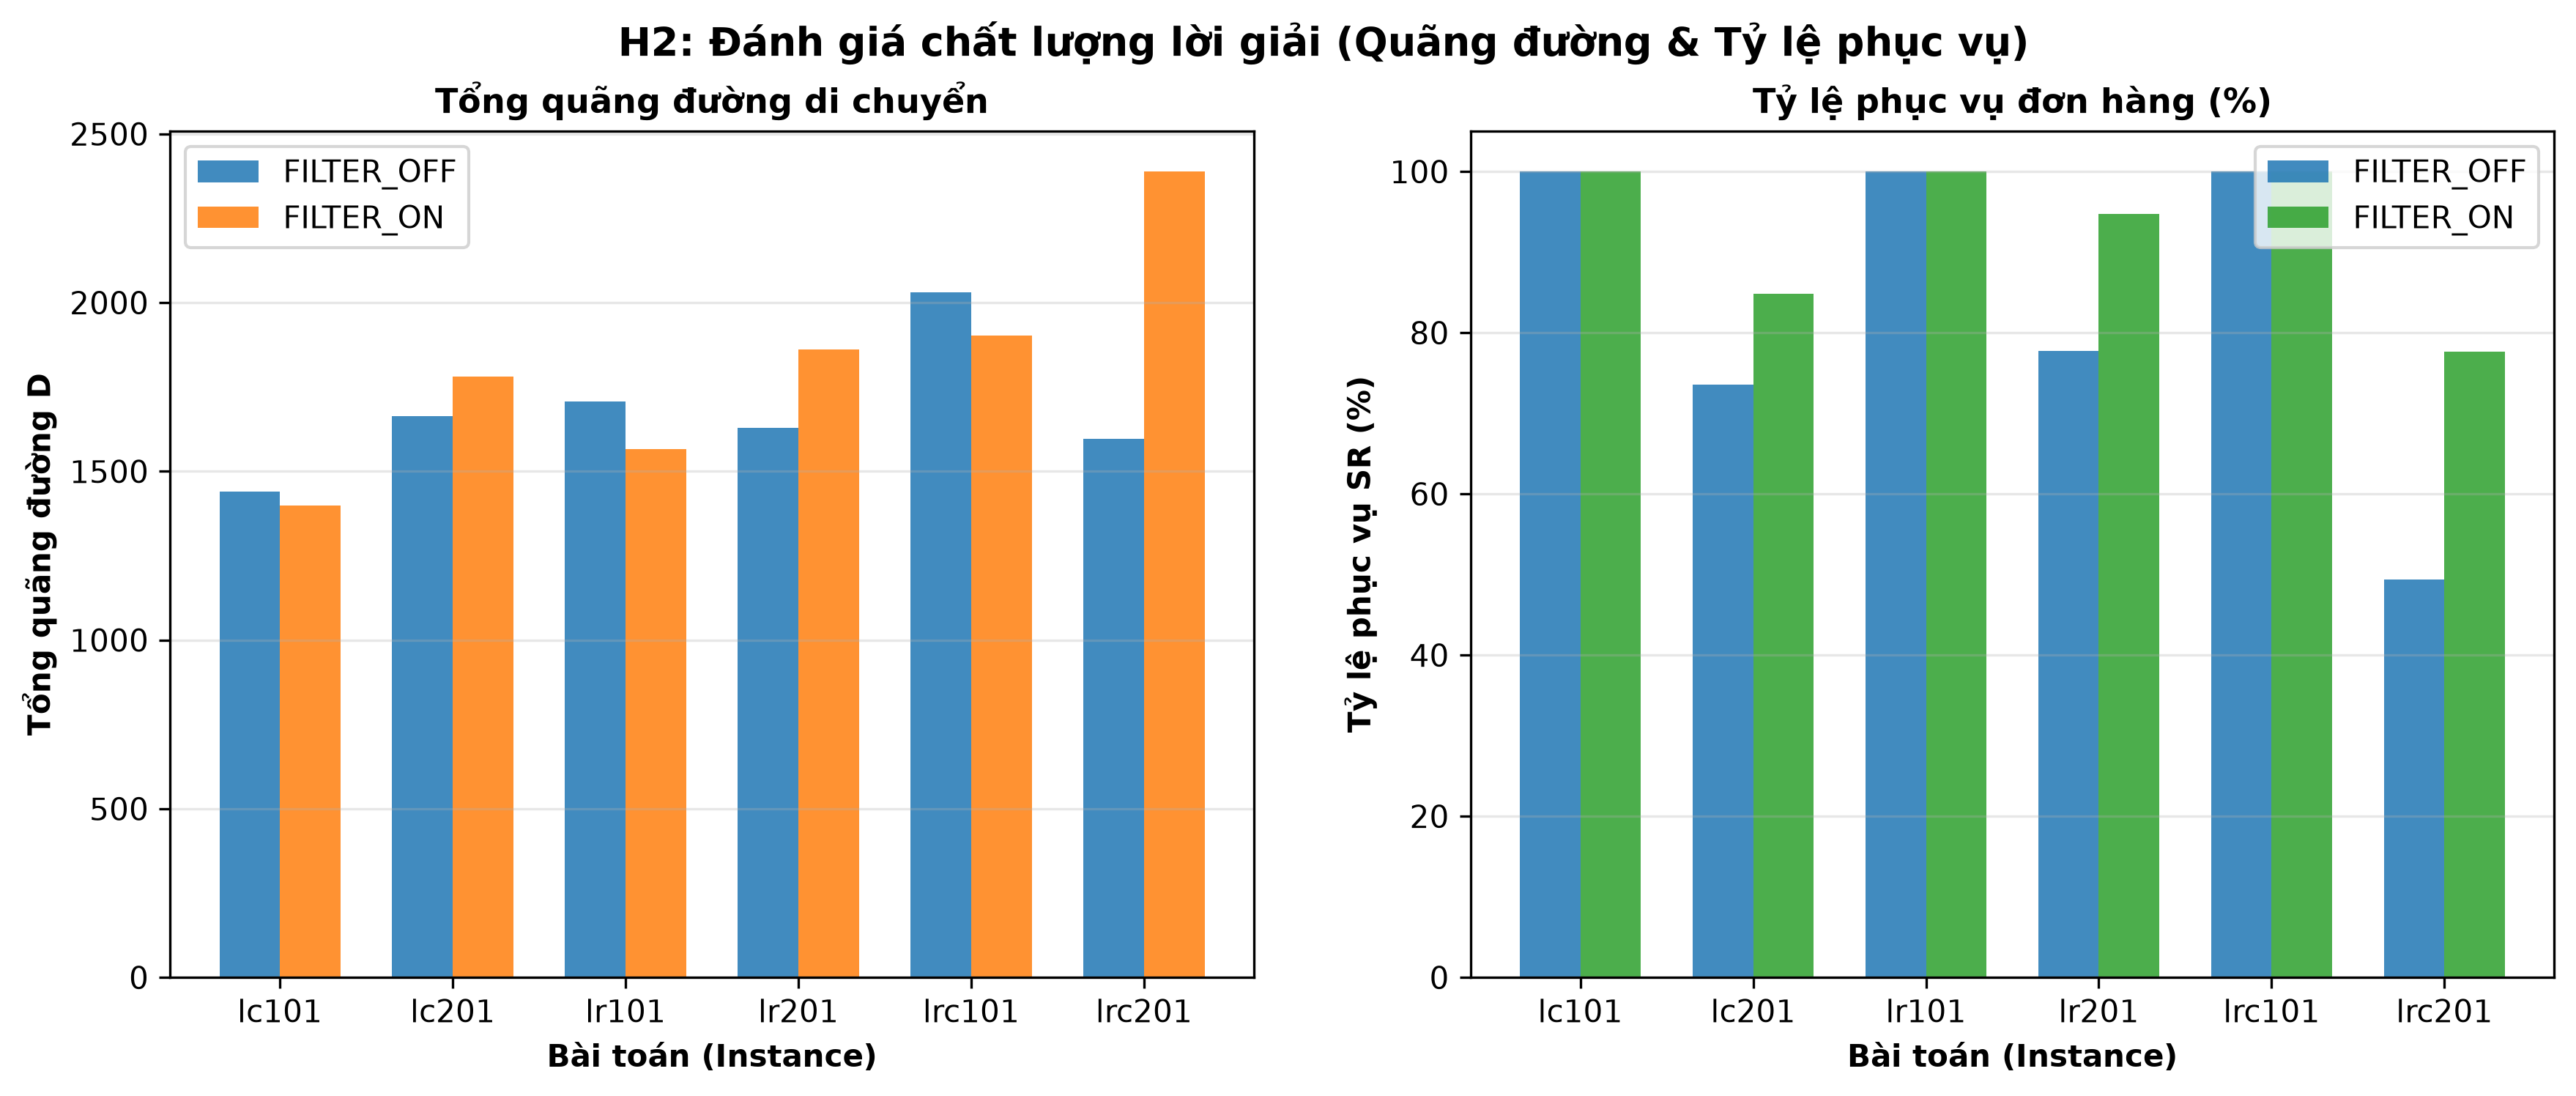 H2: Đánh giá chất lượng lời giải (Quãng đường & Tỷ lệ phục vụ)
Tổng quãng đường di chuyển
Tổng quãng đường D
2500
2000
1500
1000
500
0
FILTER_OFF
FILTER_ON
lc101 lc201 lr101 lr201 lrc101 lrc201
Bài toán (Instance)
Tỷ lệ phục vụ đơn hàng (%)
Tỷ lệ phục vụ SR (%)
100
80
60
40
20
0
FILTER_OFF
FILTER_ON
lc101 lc201 lr101 lr201 lrc101 lrc201
Bài toán (Instance)